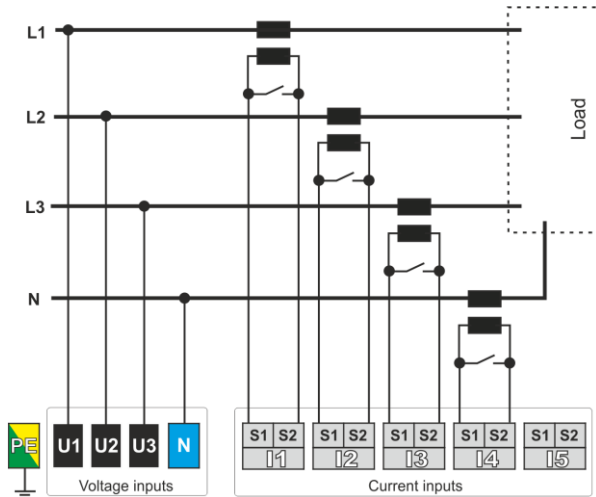 L1
L2
L3
N
Load
PE U1 U2 U3 N
S1 S2 S1 S2 S1 S2 S1 S2 S1 S2
I1 I2 I3 I4 I5
Voltage inputs
Current inputs